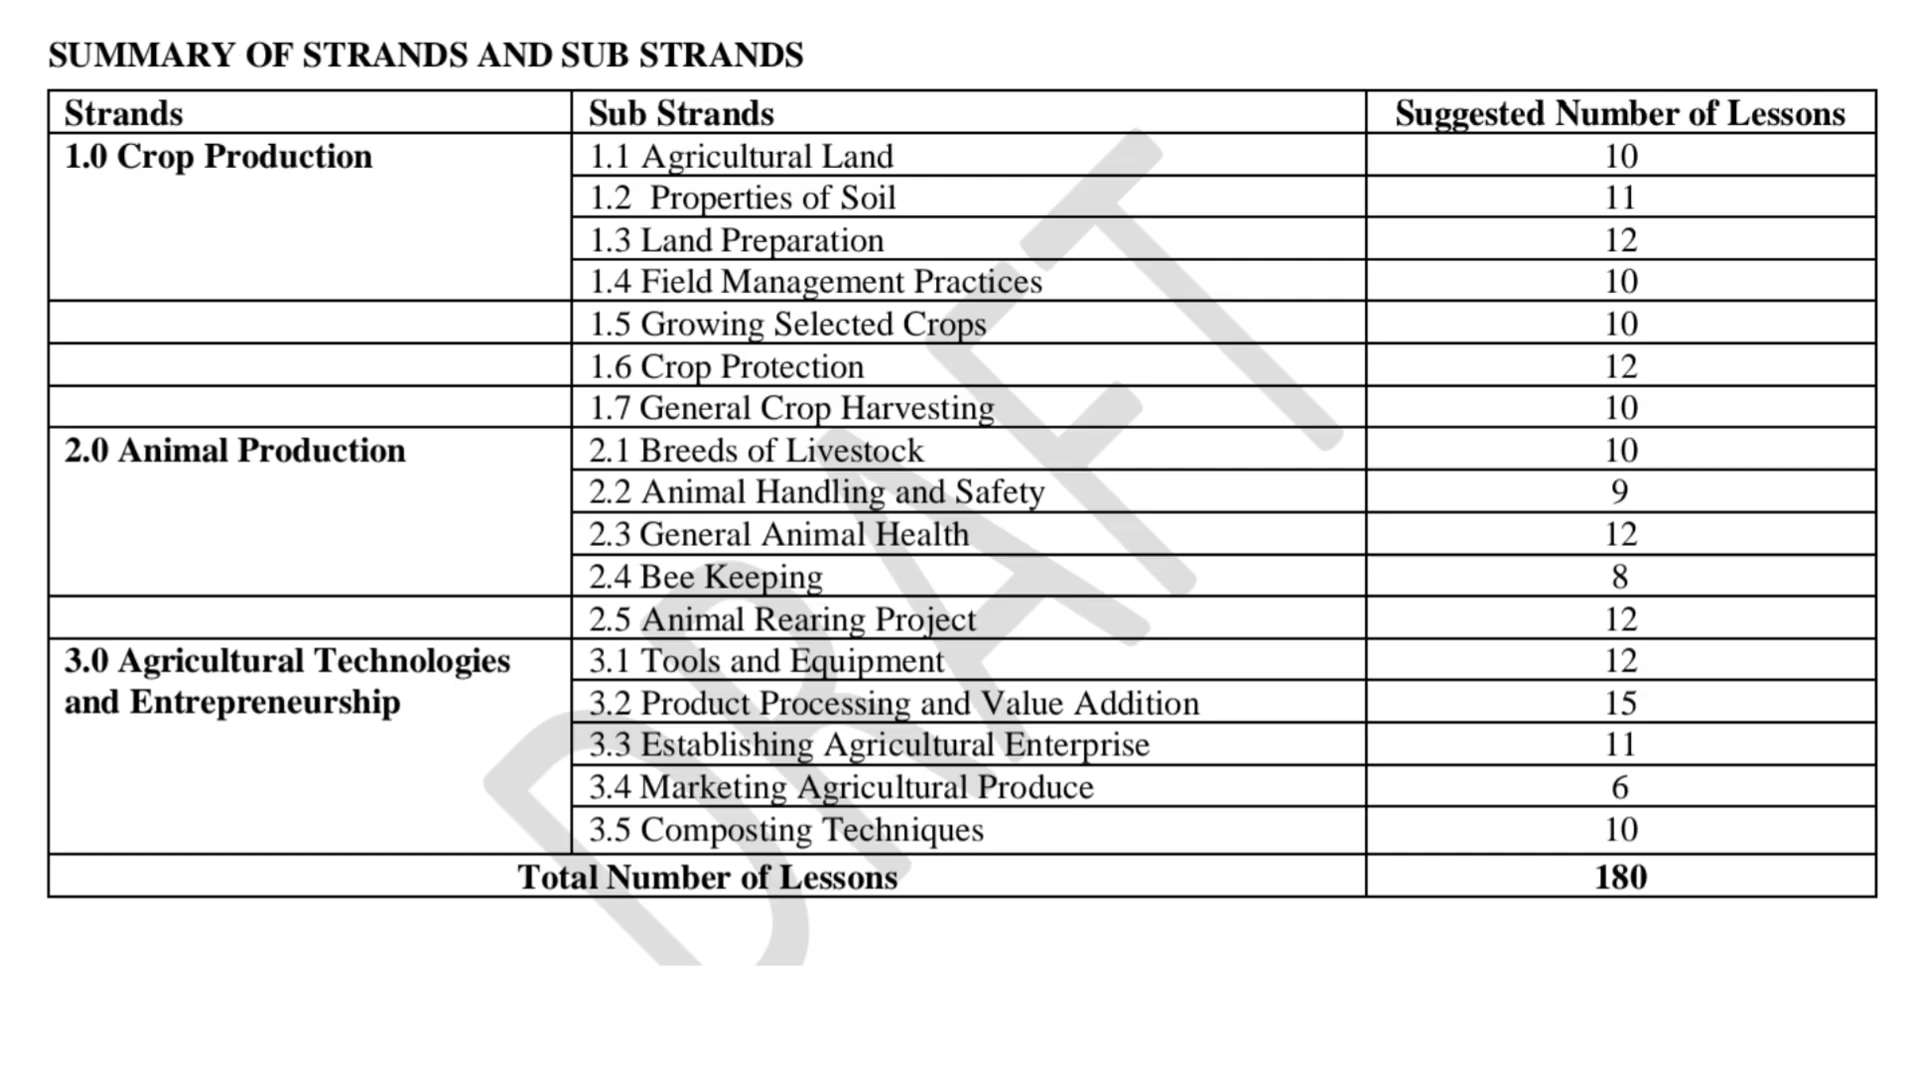 SUMMARY OF STRANDS AND SUB STRANDS
Strands Sub Strands Suggested Number of Lessons
1.0 Crop Production 1.1 Agricultural Land 10
1.2 Properties of Soil 11
1.3 Land Preparation 12
1.4 Field Management Practices 10
1.5 Growing Selected Crops 10
1.6 Crop Protection 12
1.7 General Crop Harvesting 10
2.0 Animal Production 2.1 Breeds of Livestock 10
2.2 Animal Handling and Safety 9
2.3 General Animal Health 12
2.4 Bee Keeping 8
2.5 Animal Rearing Project 12
3.0 Agricultural Technologies 3.1 Tools and Equipment 12
and Entrepreneurship 3.2 Product Processing and Value Addition 15
3.3 Establishing Agricultural Enterprise 11
3.4 Marketing Agricultural Produce 6
3.5 Composting Techniques 10
Total Number of Lessons 180
DRAFT